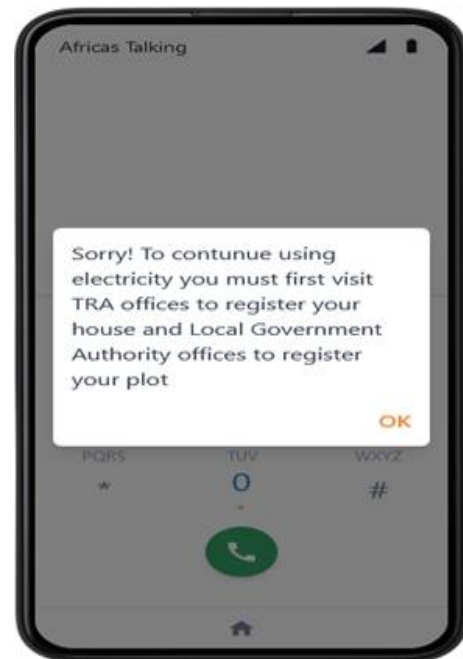 Africas Talking
Sorry! To contunue using
electricity you must first visit
TRA offices to register your
house and Local Government
Authority offices to register
your plot
OK
PQRS TUV WXYZ
* 0 #
+